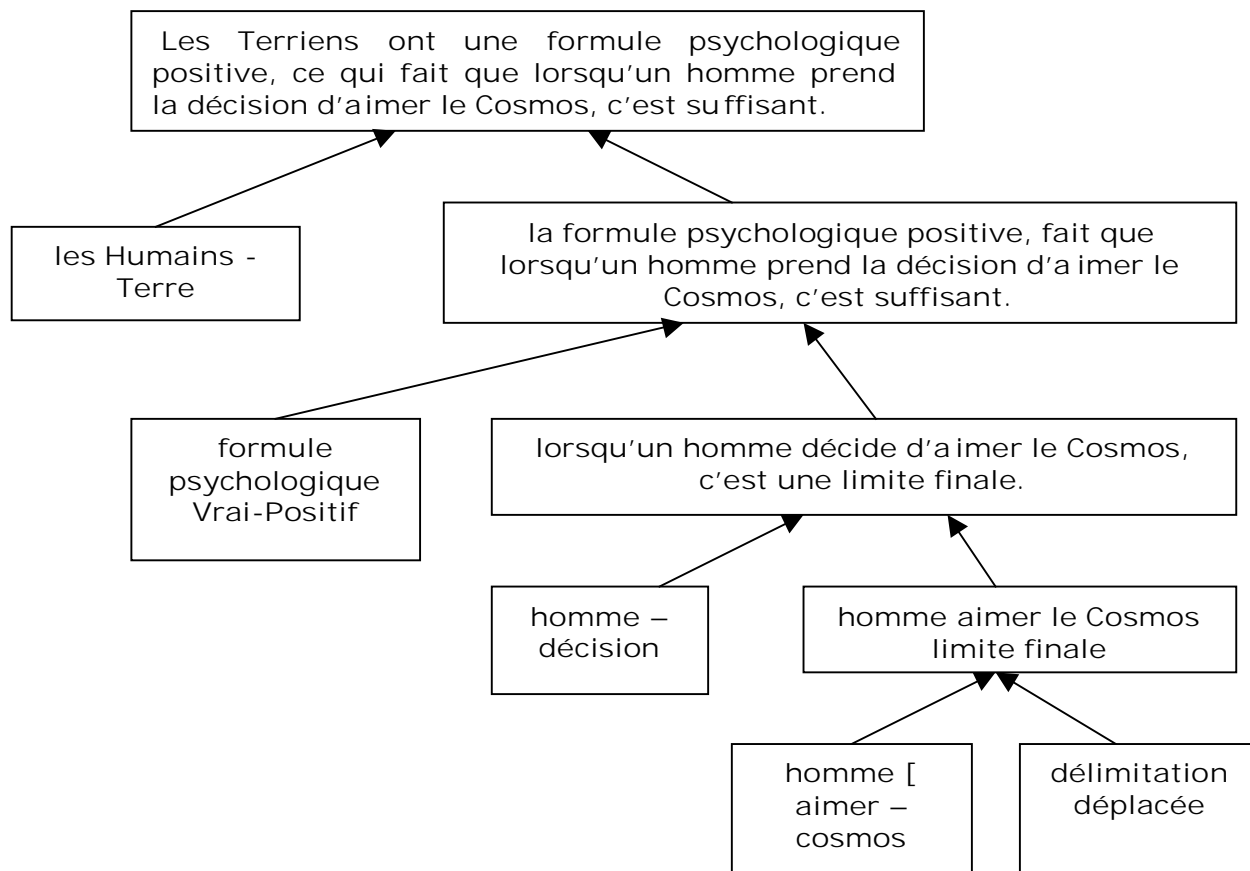 Les Terriens ont une formule psychologique
positive, ce qui fait que lorsqu'un homme prend
la décision d'aimer le Cosmos, c'est suffisant.
les Humains -
Terre
la formule psychologique positive, fait que
lorsqu'un homme prend la décision d'aimer le
Cosmos, c'est suffisant.
formule
psychologique
Vrai-Positif
lorsqu'un homme décide d'aimer le Cosmos,
c'est une limite finale.
homme –
décision
homme aimer le Cosmos
limite finale
homme [
aimer –
cosmos
délimitation
déplacée